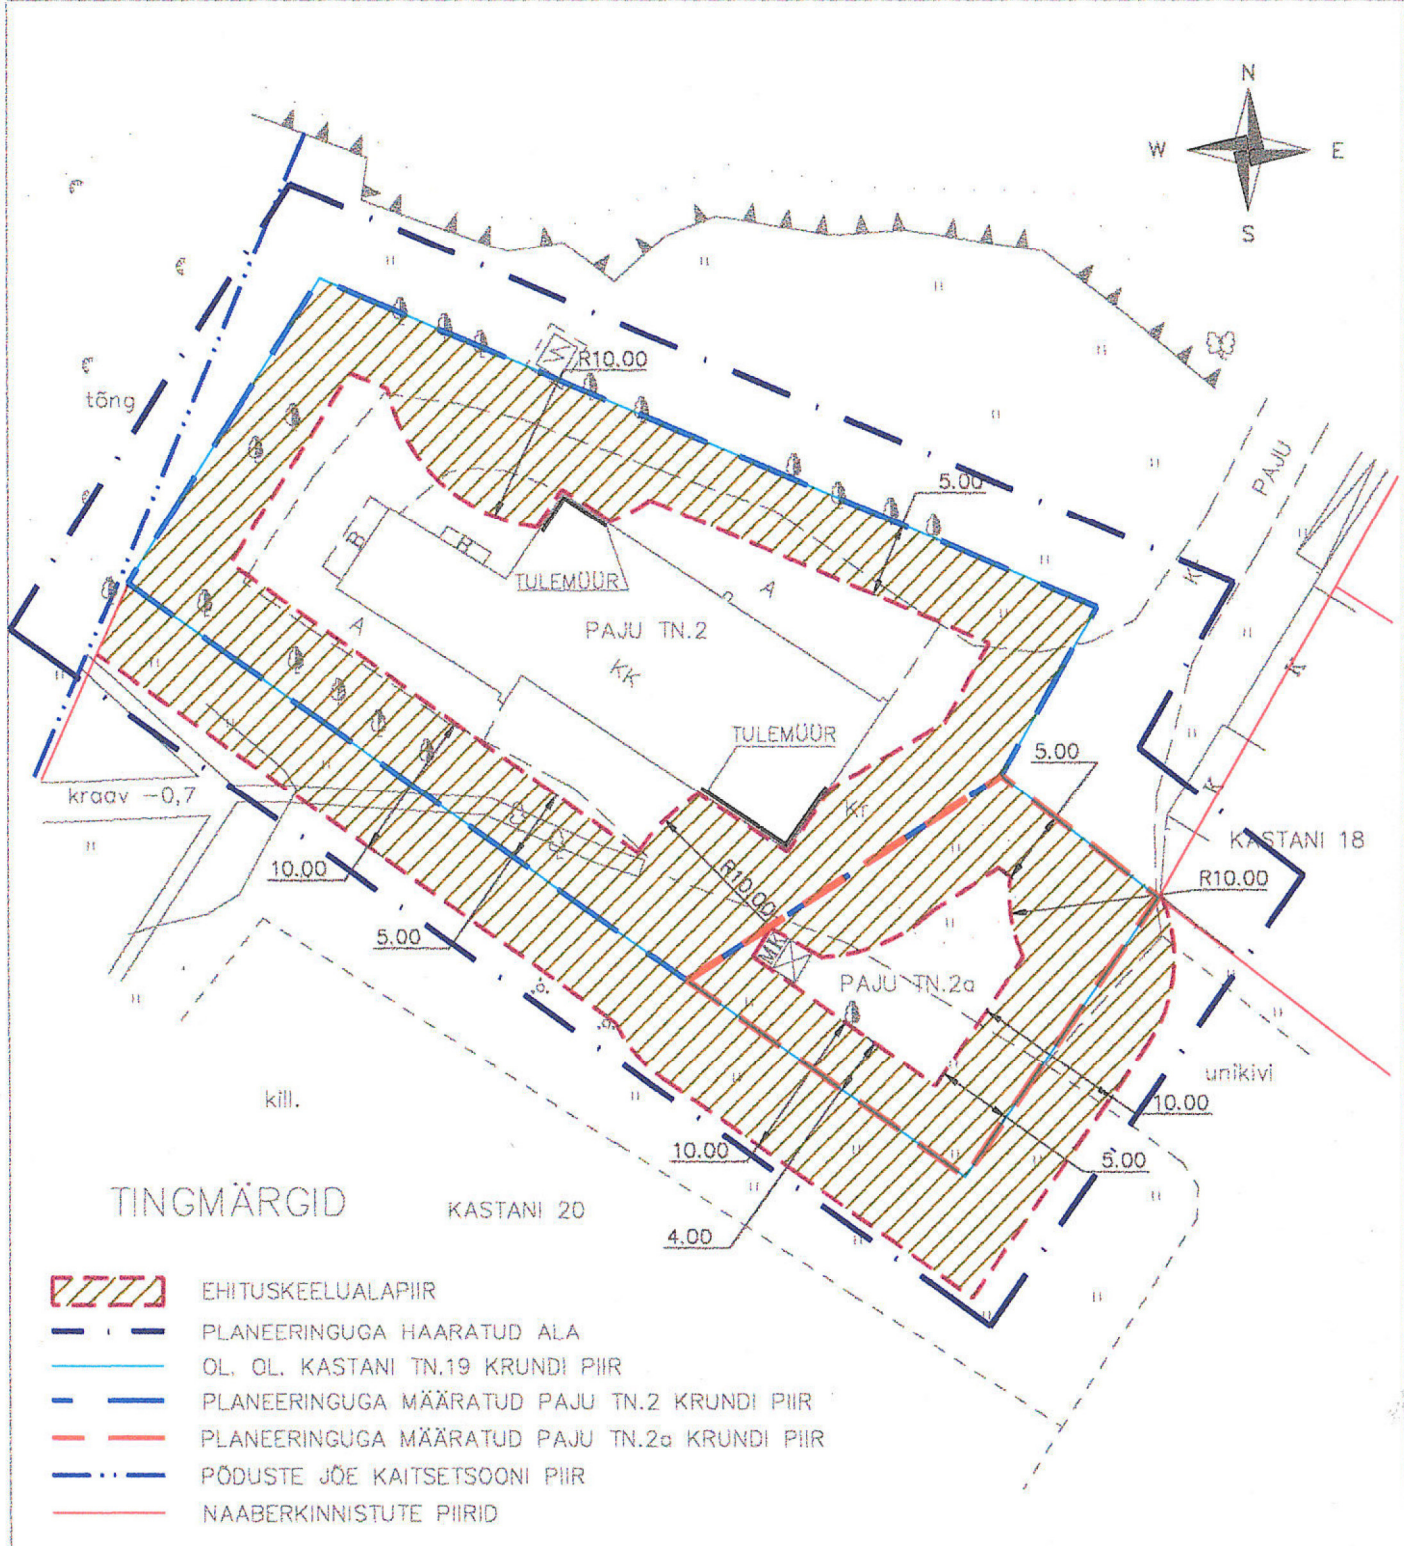 N
W E
S
R10.00
tõng
PAJU
5.00
B
R
TULEMÜÜR
A
A
PAJU TN.2
KK
K
K
K
TULEMÜÜR
5.00
kraav -0,7
Kr
KASTANI 18
10.00
R10.00
R10.00
5.00
MK
PAJU TN.2a
unikivi
kill.
10.00
10.00
5.00
TINGMÄRGID
KASTANI 20
4.00
EHITUSKEELUALAPIIR
PLANEERINGUGA HAARATUD ALA
OL. OL. KASTANI TN.19 KRUNDI PIIR
PLANEERINGUGA MÄÄRATUD PAJU TN.2 KRUNDI PIIR
PLANEERINGUGA MÄÄRATUD PAJU TN.2a KRUNDI PIIR
PÕDUSTE JÕE KAITSETSOONI PIIR
NAABERKINNISTUTE PIIRID